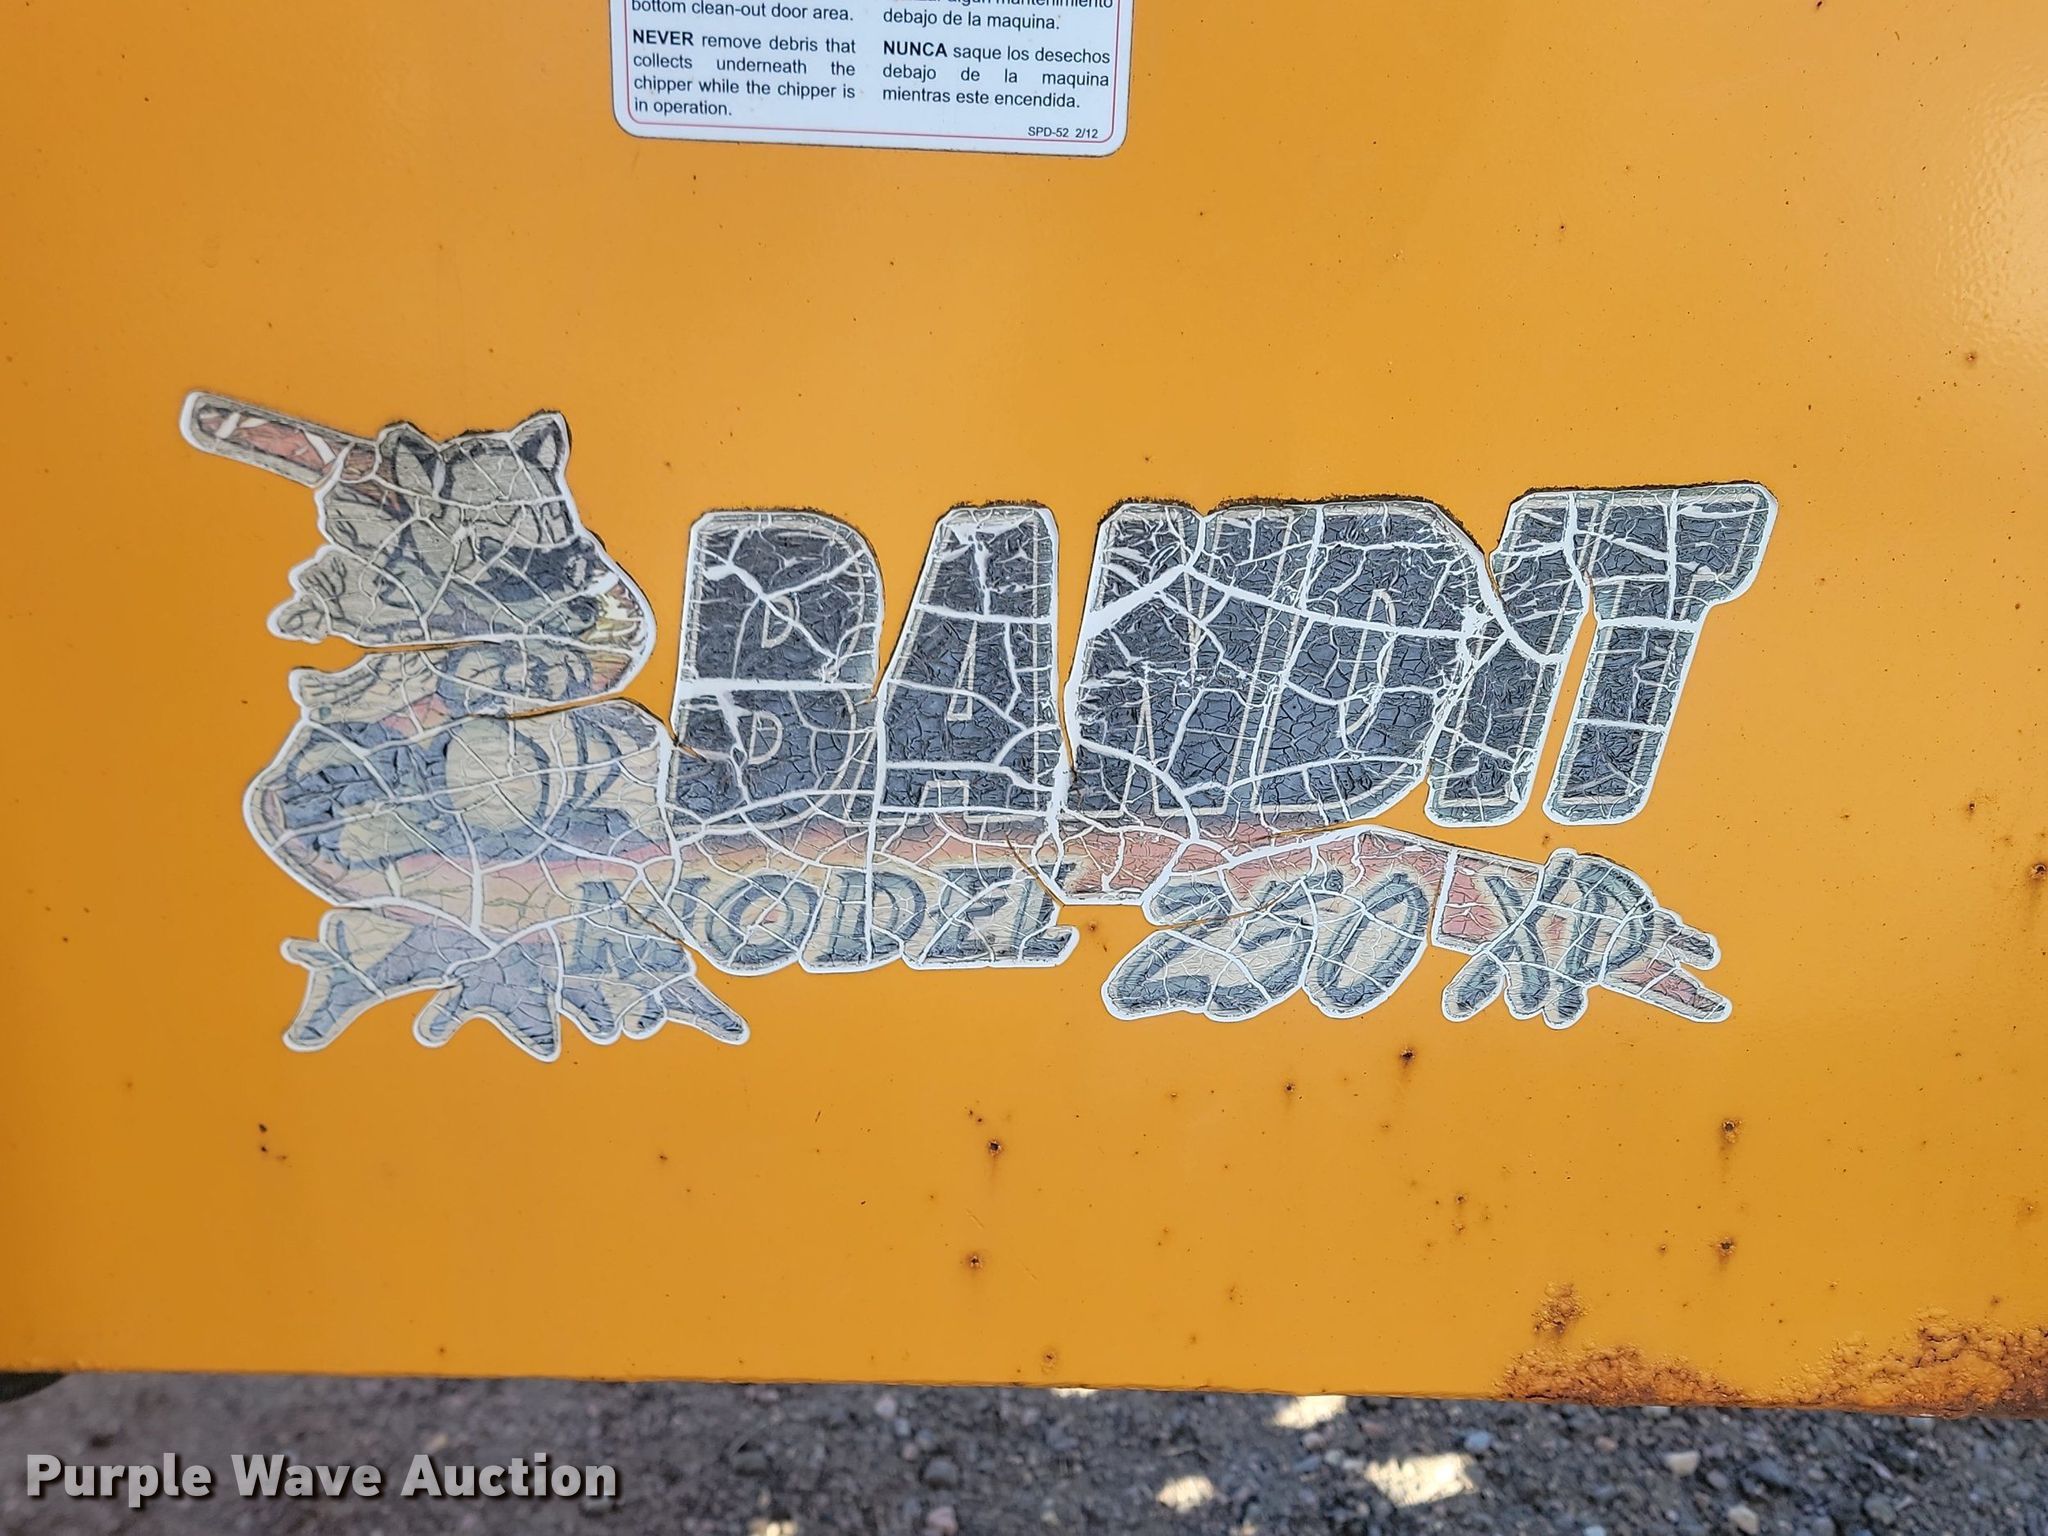 bottom clean-out door area.
NEVER remove debris that
collects underneath the
chipper while the chipper is
in operation.
mantenimiento
debajo de la maquina.
NUNCA saque los desechos
debajo de la maquina
mientras este encendida.
SPD-52 2/12
BANDIT
MODEL 250 XP
Purple Wave Auction